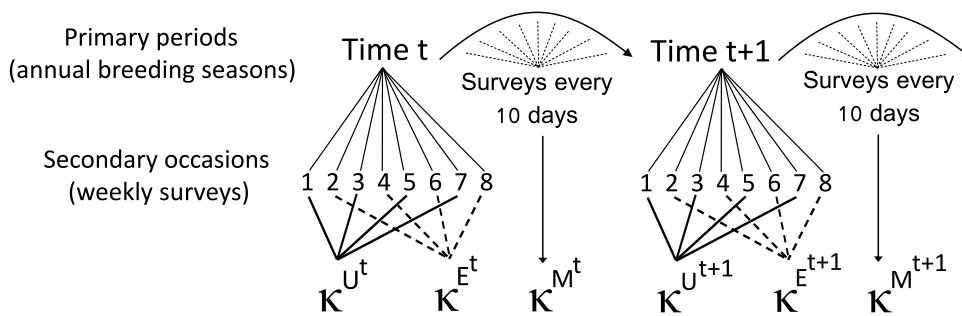 Primary periods
(annual breeding seasons)
Time t
Surveys every
10 days
Time t+1
Surveys every
10 days
Secondary occasions
(weekly surveys)
1 2 3 4 5 6 7 8
1 2 3 4 5 6 7 8
κ^U^t
κ^E^t
κ^M^t
κ^U^t+1
κ^E^t+1
κ^M^t+1